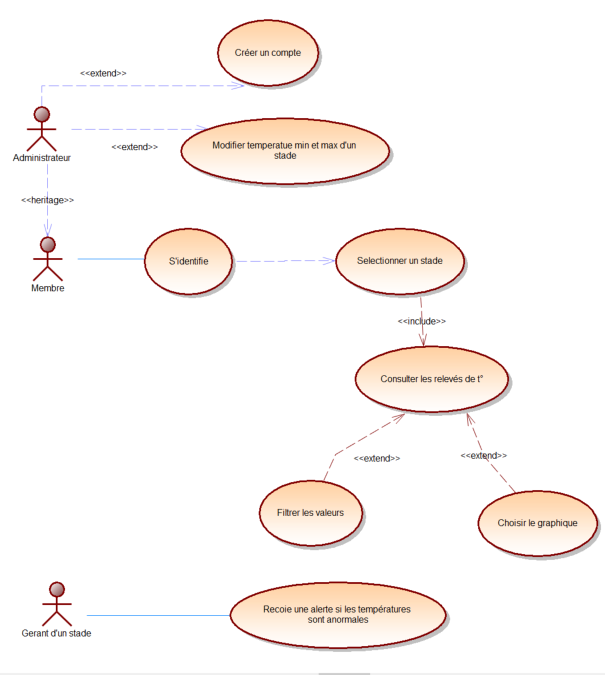 Créer un compte
<<extend>>
Administrateur
<<extend>>
Modifier temperatue min et max d'un
stade
<<heritage>>
Membre
S'identifie
Selectionner un stade
<<include>>
Consulter les relevés de t°
<<extend>>
<<extend>>
Filtrer les valeurs
Choisir le graphique
Gerant d'un stade
Recoie une alerte si les températures
sont anormales